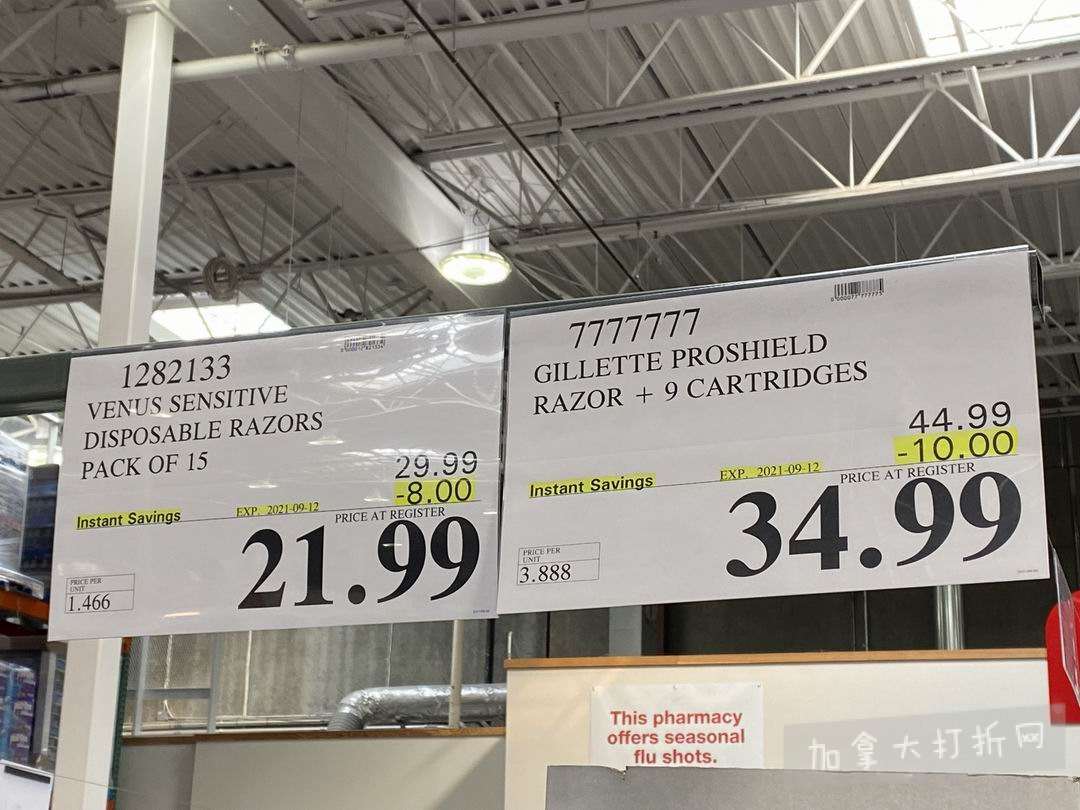 1282133
VENUS SENSITIVE
DISPOSABLE RAZORS
PACK OF 15
29.99
-8.00
Instant Savings
EXP. 2021-09-12
PRICE AT REGISTER
21.99
PRICE PER
UNIT
1.466
7777777
GILLETTE PROSHIELD
RAZOR + 9 CARTRIDGES
44.99
-10.00
Instant Savings
EXP. 2021-09-12
PRICE AT REGISTER
34.99
PRICE PER
UNIT
3.888
This pharmacy
offers seasonal
flu shots.
加拿大打折网